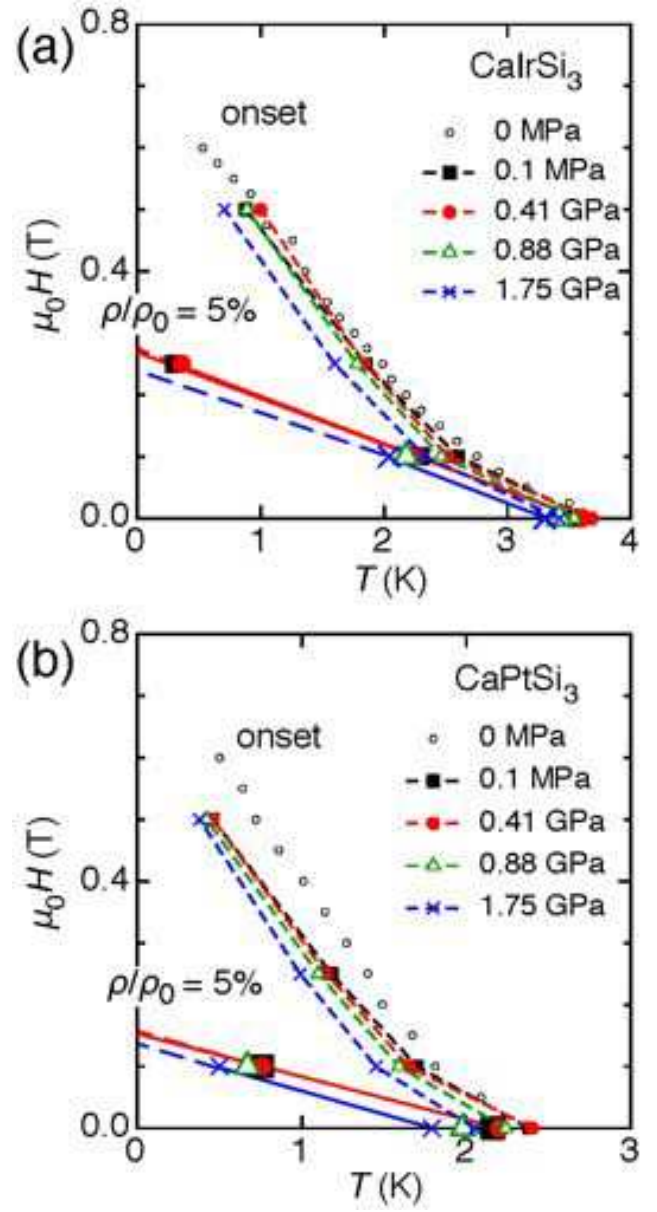 (a)
0.8
CaIrSi3
onset
0 MPa
0.1 MPa
0.41 GPa
0.88 GPa
1.75 GPa
0.4
μ0H (T)
ρ/ρ0 = 5%
0.0
0 1 2 3 4
T (K)
(b)
0.8
CaPtSi3
onset
0 MPa
0.1 MPa
0.41 GPa
0.88 GPa
1.75 GPa
0.4
μ0H (T)
ρ/ρ0 = 5%
0.0
0 1 2 3
T (K)